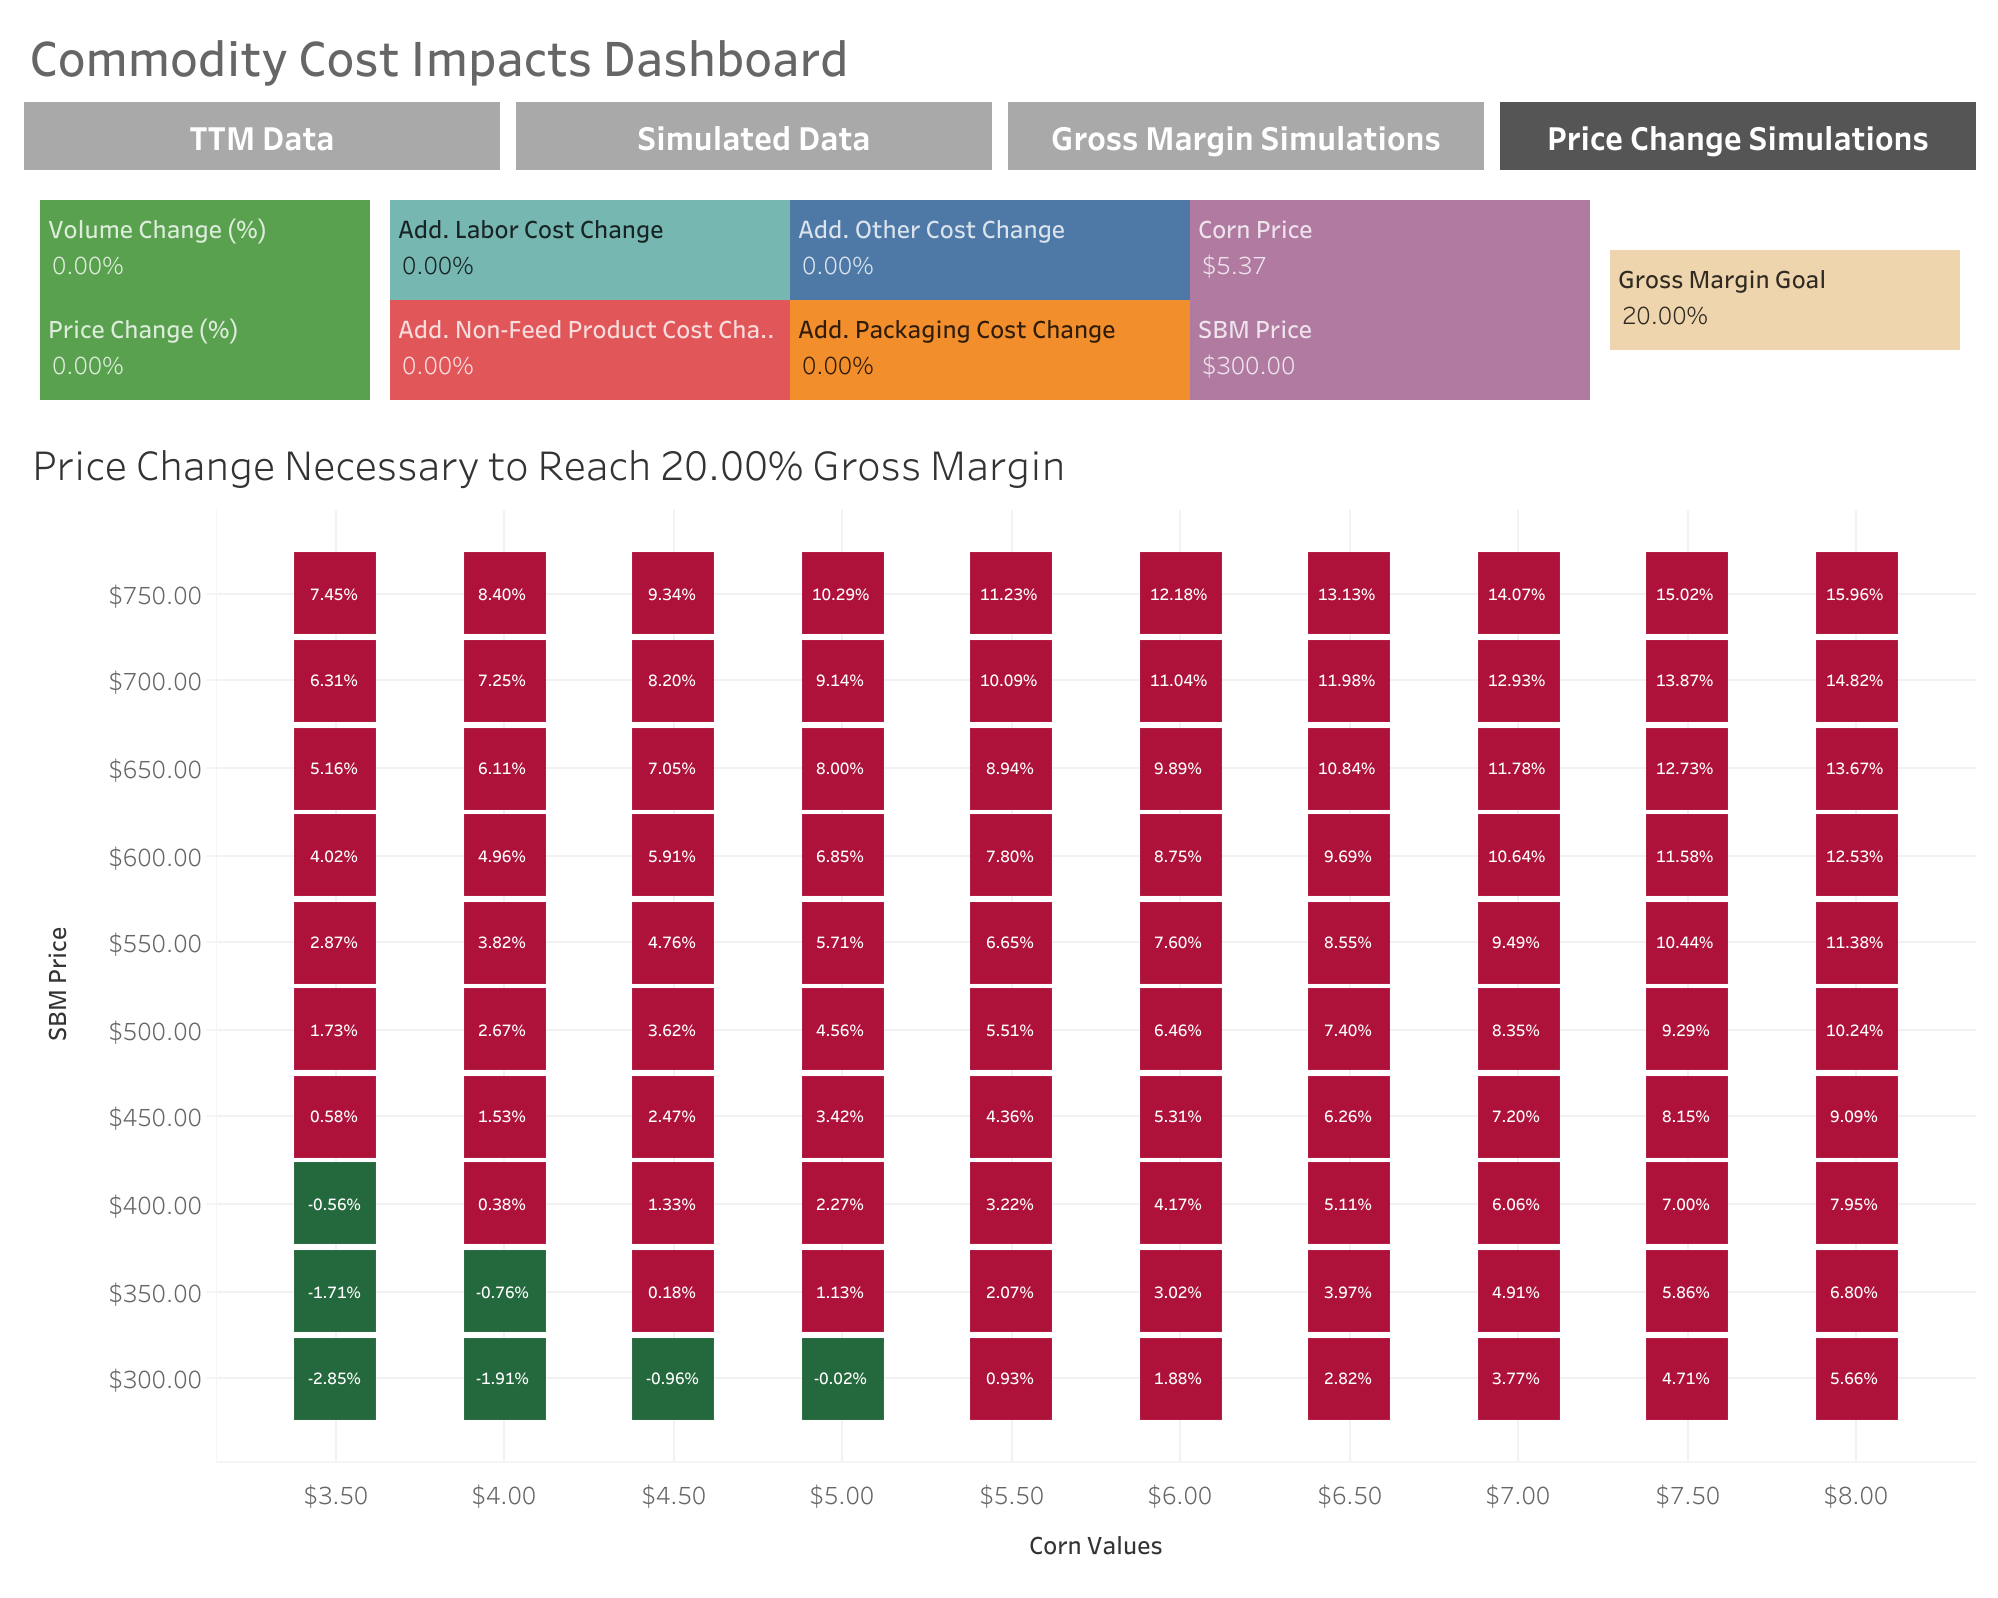 Commodity Cost Impacts Dashboard
TTM Data Simulated Data Gross Margin Simulations Price Change Simulations
Volume Change (%) Add. Labor Cost Change Add. Other Cost Change Corn Price
0.00% 0.00% 0.00% $5.37
Gross Margin Goal
20.00%
Price Change (%) Add. Non-Feed Product Cost Cha.. Add. Packaging Cost Change SBM Price
0.00% 0.00% 0.00% $300.00
Price Change Necessary to Reach 20.00% Gross Margin
SBM Price
$750.00 7.45% 8.40% 9.34% 10.29% 11.23% 12.18% 13.13% 14.07% 15.02% 15.96%
$700.00 6.31% 7.25% 8.20% 9.14% 10.09% 11.04% 11.98% 12.93% 13.87% 14.82%
$650.00 5.16% 6.11% 7.05% 8.00% 8.94% 9.89% 10.84% 11.78% 12.73% 13.67%
$600.00 4.02% 4.96% 5.91% 6.85% 7.80% 8.75% 9.69% 10.64% 11.58% 12.53%
$550.00 2.87% 3.82% 4.76% 5.71% 6.65% 7.60% 8.55% 9.49% 10.44% 11.38%
$500.00 1.73% 2.67% 3.62% 4.56% 5.51% 6.46% 7.40% 8.35% 9.29% 10.24%
$450.00 0.58% 1.53% 2.47% 3.42% 4.36% 5.31% 6.26% 7.20% 8.15% 9.09%
$400.00 -0.56% 0.38% 1.33% 2.27% 3.22% 4.17% 5.11% 6.06% 7.00% 7.95%
$350.00 -1.71% -0.76% 0.18% 1.13% 2.07% 3.02% 3.97% 4.91% 5.86% 6.80%
$300.00 -2.85% -1.91% -0.96% -0.02% 0.93% 1.88% 2.82% 3.77% 4.71% 5.66%
$3.50 $4.00 $4.50 $5.00 $5.50 $6.00 $6.50 $7.00 $7.50 $8.00
Corn Values